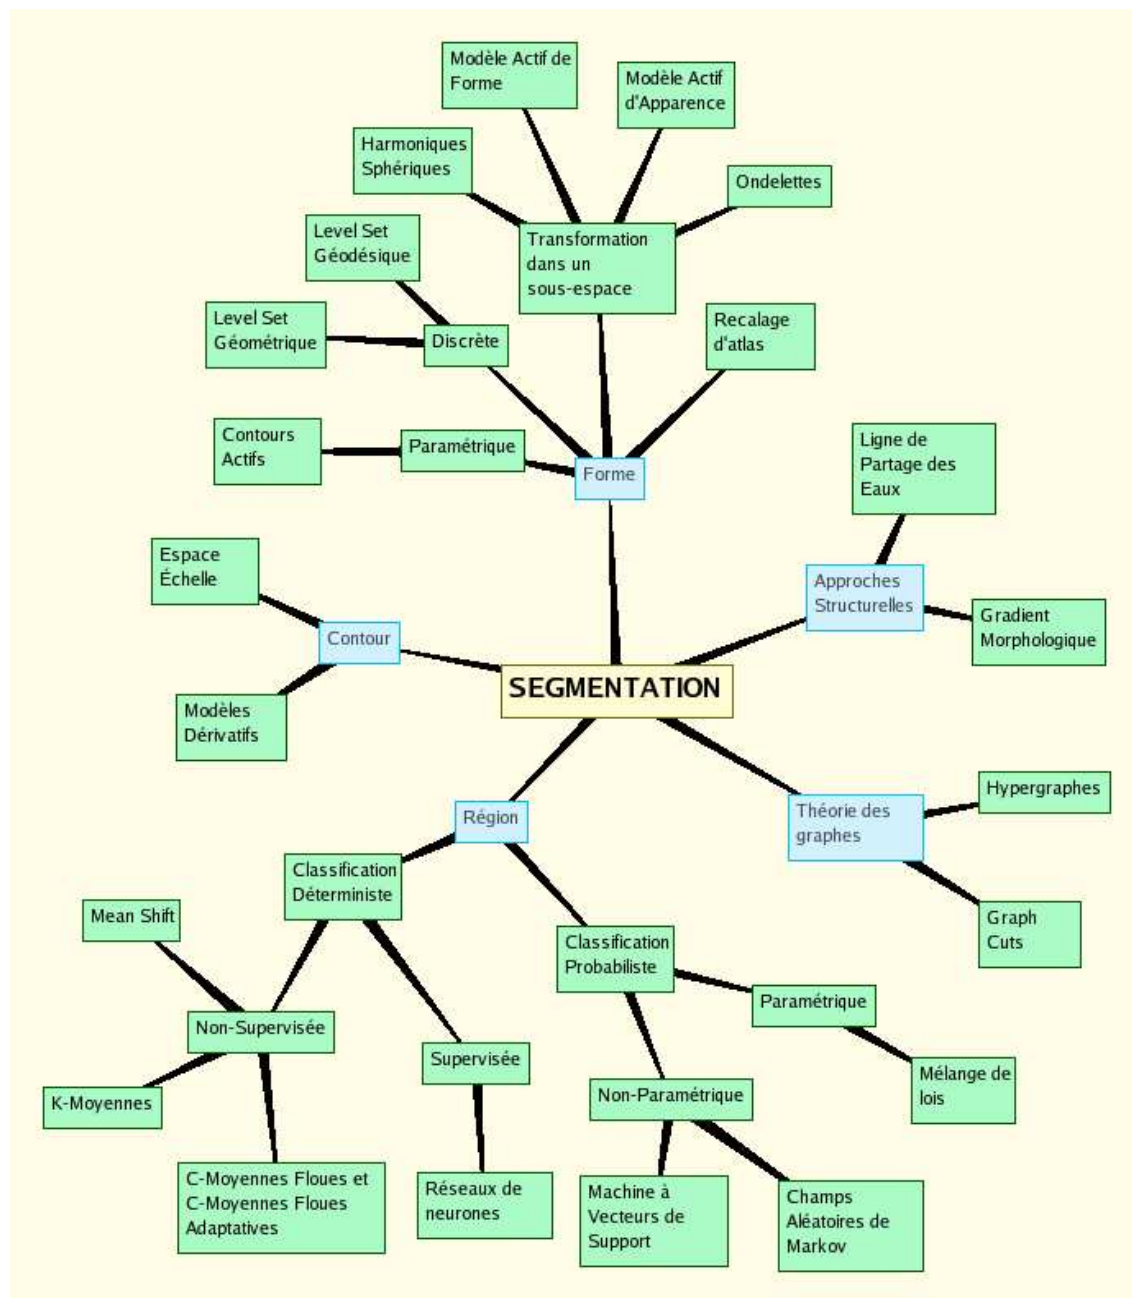 Modèle Actif de
Forme
Modèle Actif
d'Apparence
Harmoniques
Sphériques
Ondelettes
Level Set
Géodésique
Transformation
dans un
sous-espace
Level Set
Géométrique
Discrète
Recalage
d'atlas
Contours
Actifs
Paramétrique
Forme
Ligne de
Partage des
Eaux
Espace
Échelle
Approches
Structurelles
Gradient
Morphologique
Contour
SEGMENTATION
Modèles
Dérivatifs
Hypergraphes
Région
Théorie des
graphes
Classification
Déterministe
Mean Shift
Graph
Cuts
Classification
Probabiliste
Paramétrique
Non-Supervisée
Supervisée
Mélange de
lois
K-Moyennes
Non-Paramétrique
C-Moyennes Floues et
C-Moyennes Floues
Adaptatives
Réseaux de
neurones
Machine à
Vecteurs de
Support
Champs
Aléatoires de
Markov